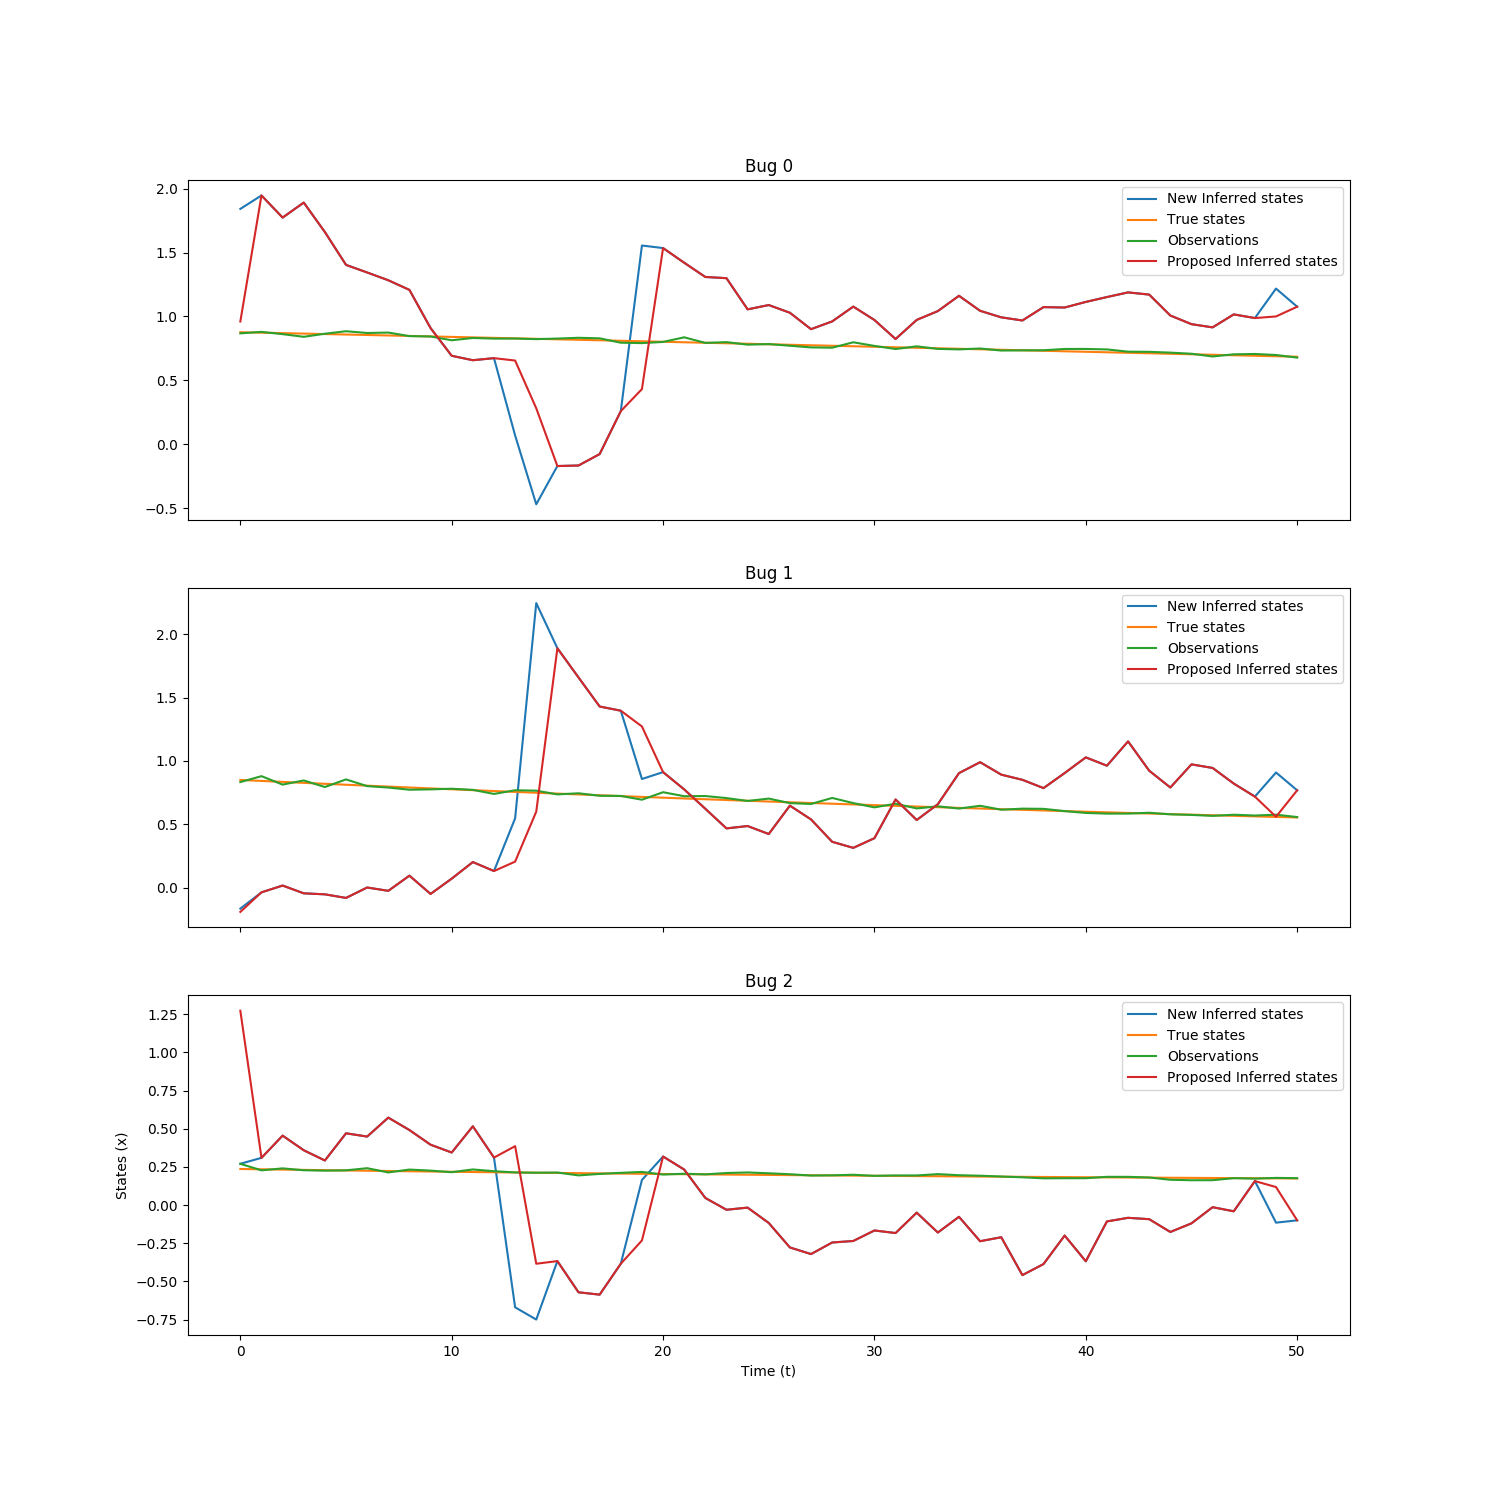 Bug 0
2.0
1.5
1.0
0.5
0.0
−0.5
New Inferred states
True states
Observations
Proposed Inferred states
Bug 1
2.0
1.5
1.0
0.5
0.0
New Inferred states
True states
Observations
Proposed Inferred states
Bug 2
1.25
1.00
0.75
0.50
0.25
0.00
−0.25
−0.50
−0.75
States (x)
New Inferred states
True states
Observations
Proposed Inferred states
0 10 20 30 40 50
Time (t)